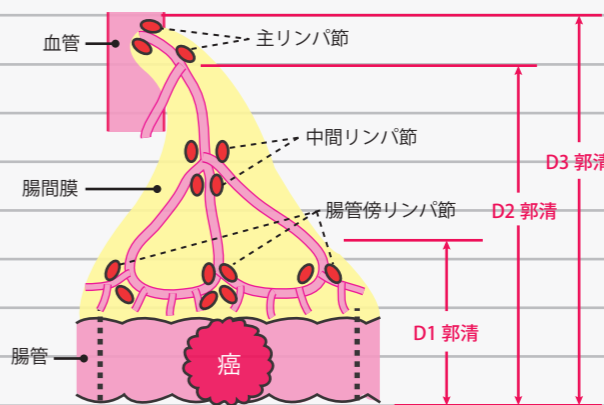 血管
主リンパ節
中間リンパ節
D3 郭清
腸間膜
腸管傍リンパ節
D2 郭清
D1 郭清
腸管
癌